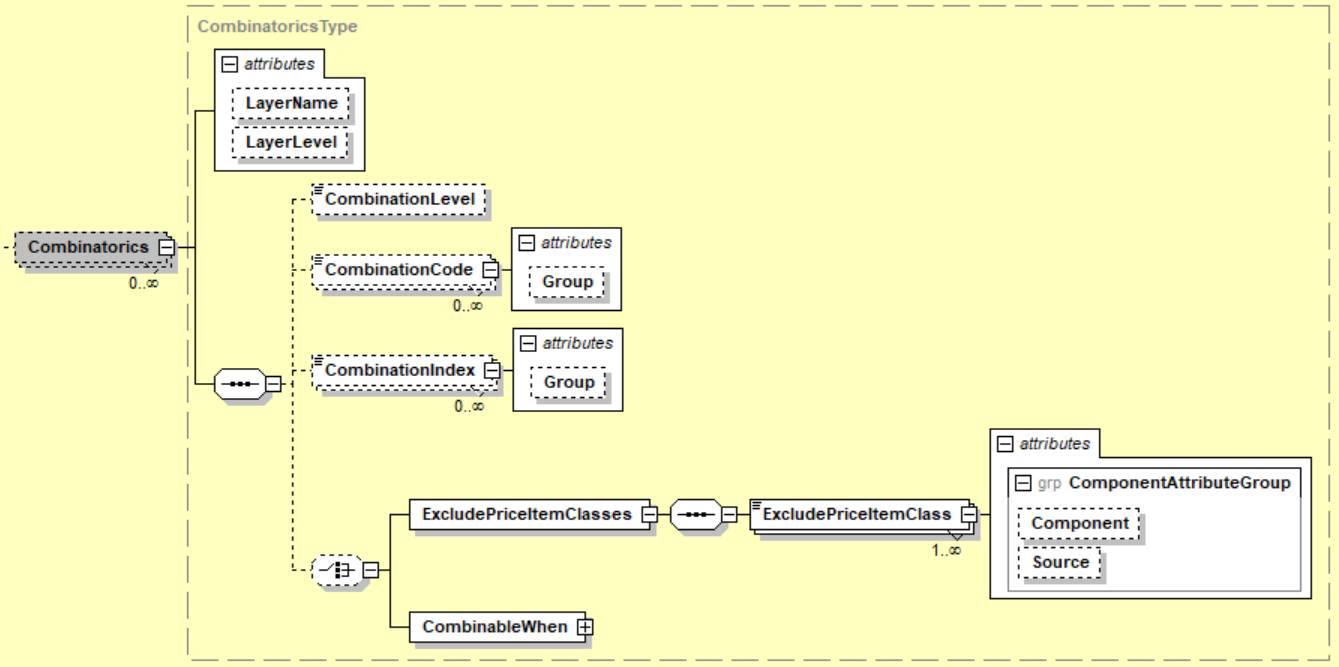 CombinatoricsType
attributes
LayerName
LayerLevel
CombinationLevel
attributes
Combinatorics
0..∞
CombinationCode
Group
0..∞
attributes
CombinationIndex
Group
0..∞
attributes
grp ComponentAttributeGroup
ExcludePriceItemClasses
ExcludePriceItemClass
Component
1..∞
Source
CombinableWhen